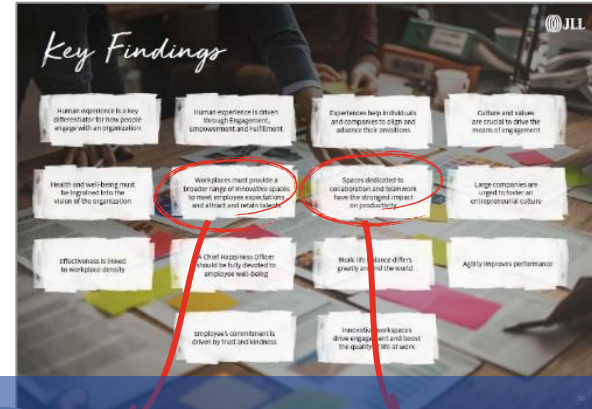 JLL
Key Findings
Human experience is a key
differentiator for how people
engage with an organization
Human experience is driven
through Engagement,
Empowerment and Fulfillment
Experiences help individuals
and companies to align and
advance their ambitions
Culture and values
are crucial to drive the
means of engagement
Health and well-being must
be ingrained into the
vision of the organization
Workplaces must provide a
broader range of innovative spaces
to meet employee expectations
and attract and retain talents
Spaces dedicated to
collaboration and teamwork
have the strongest impact
on productivity
Large companies are
urged to foster an
entrepreneurial culture
Effectiveness is linked
to workplace density
A Chief Happiness Officer
should be fully devoted to
employee well-being
Work life balance differs
greatly around the world
Agility improves performance
Employee's commitment is
driven by trust and kindness
Innovative workspaces
drive engagement and boost
the quality of life at work